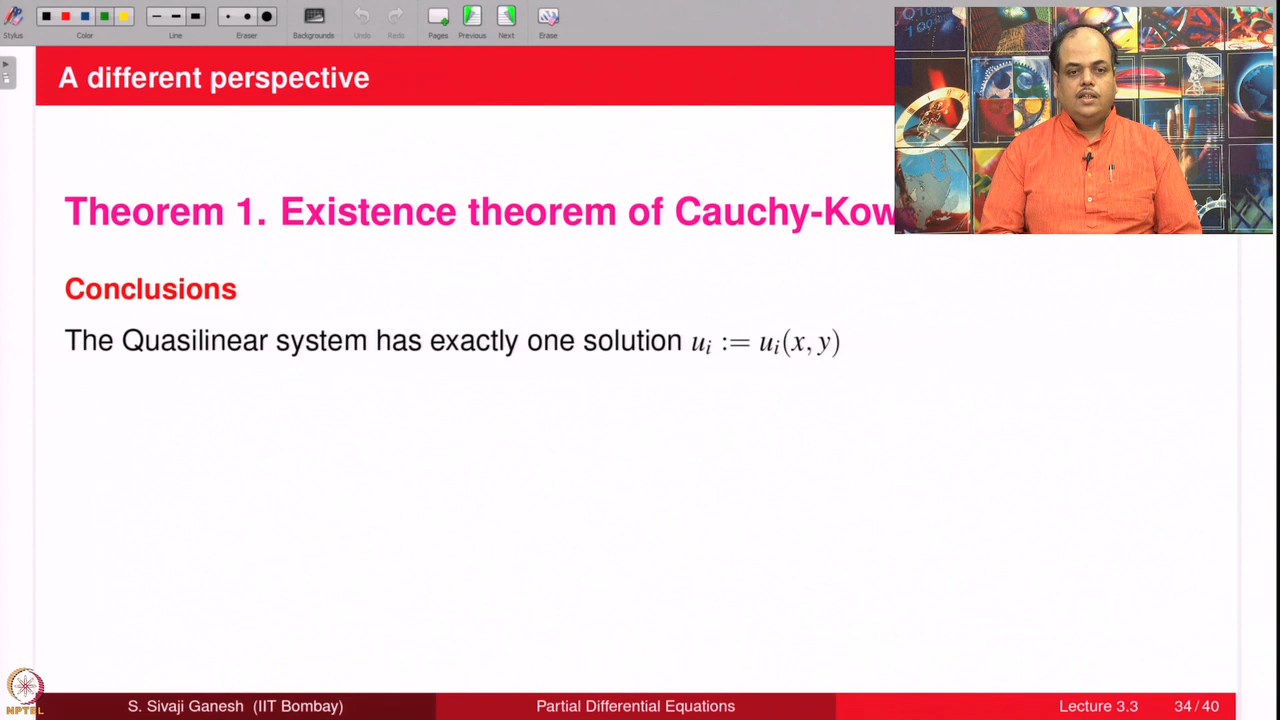 Stylus
Color
Line
Eraser
Backgrounds
Undo
Redo
Pages
Previous
Next
Erase
A different perspective
Theorem 1. Existence theorem of Cauchy-Kow
Conclusions
The Quasilinear system has exactly one solution uᵢ := uᵢ(x, y)
NPTEL
S. Sivaji Ganesh (IIT Bombay)
Partial Differential Equations
Lecture 3.3
34 / 40